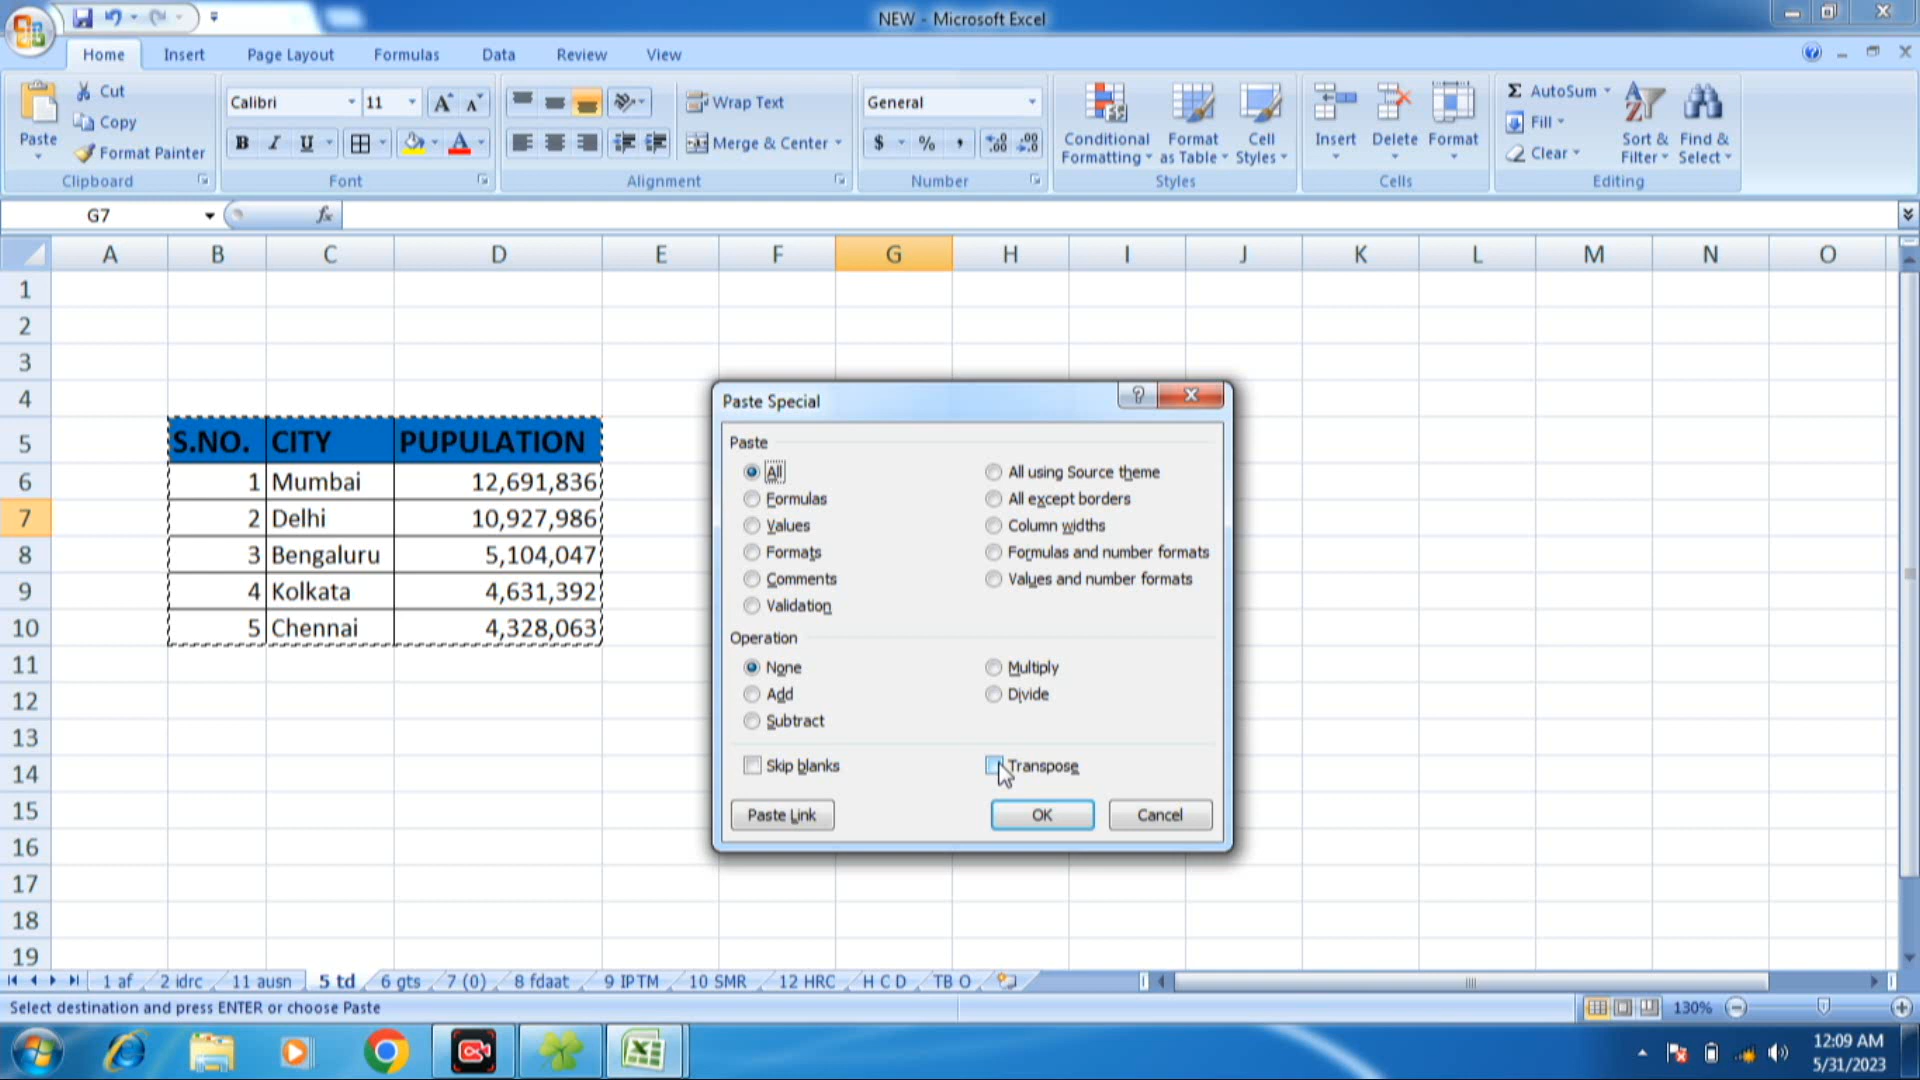 NEW - Microsoft Excel
Home Insert Page Layout Formulas Data Review View
Paste
Cut
Copy
Format Painter
Clipboard
Calibri 11
B I U
Font
Wrap Text
Merge & Center
Alignment
General
$ % ,
Number
Conditional Formatting
Format as Table
Cell Styles
Styles
Insert Delete Format
Cells
Σ AutoSum
Fill
Clear
Sort & Filter
Find & Select
Editing
G7 fx
A B C D E F G H I J K L M N O
1
2
3
4
5 S.NO. CITY PUPULATION
6 1 Mumbai 12,691,836
7 2 Delhi 10,927,986
8 3 Bengaluru 5,104,047
9 4 Kolkata 4,631,392
10 5 Chennai 4,328,063
11
12
13
14
15
16
17
18
19
Paste Special
Paste
All All using Source theme
Formulas All except borders
Values Column widths
Formats Formulas and number formats
Comments Values and number formats
Validation
Operation
None Multiply
Add Divide
Subtract
Skip blanks Transpose
Paste Link OK Cancel
1 af 2 idrc 11 ausn 5 td 6 gts 7 (0) 8 fdaat 9 IPTM 10 SMR 12 HRC H C D TB O
Select destination and press ENTER or choose Paste 130%
12:09 AM
5/31/2023